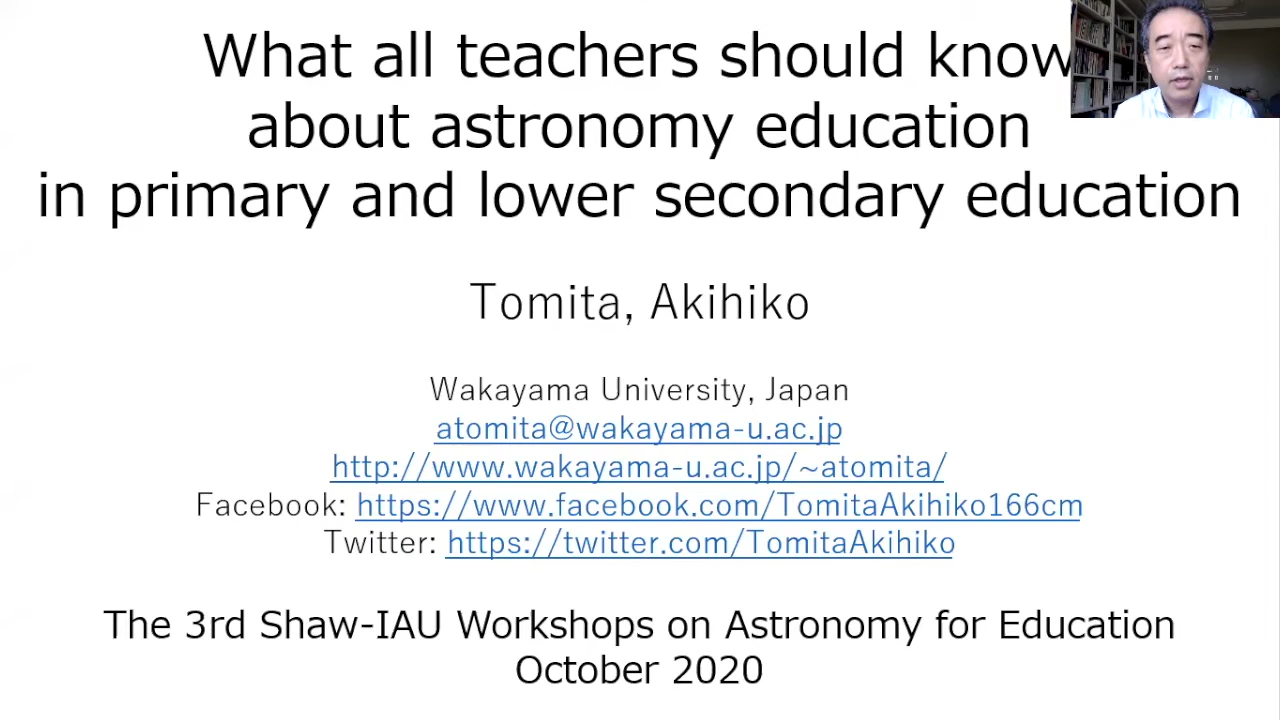 What all teachers should know
about astronomy education
in primary and lower secondary education
Tomita, Akihiko
Wakayama University, Japan
atomita@wakayama-u.ac.jp
http://www.wakayama-u.ac.jp/~atomita/
Facebook: https://www.facebook.com/TomitaAkihiko166cm
Twitter: https://twitter.com/TomitaAkihiko
The 3rd Shaw-IAU Workshops on Astronomy for Education
October 2020